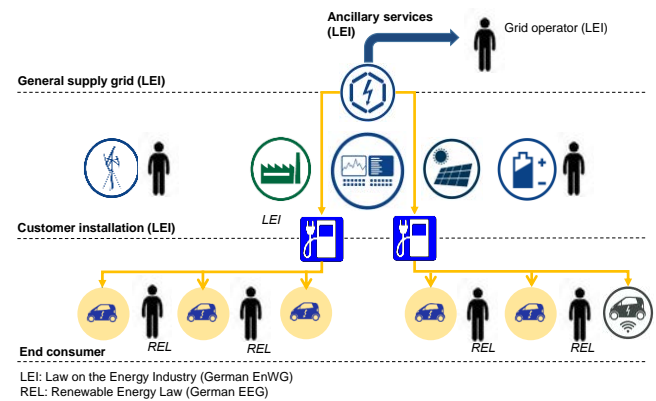 Ancillary services
(LEI)
Grid operator (LEI)
General supply grid (LEI)
LEI
Customer installation (LEI)
REL
REL
REL
REL
End consumer
LEI: Law on the Energy Industry (German EnWG)
REL: Renewable Energy Law (German EEG)